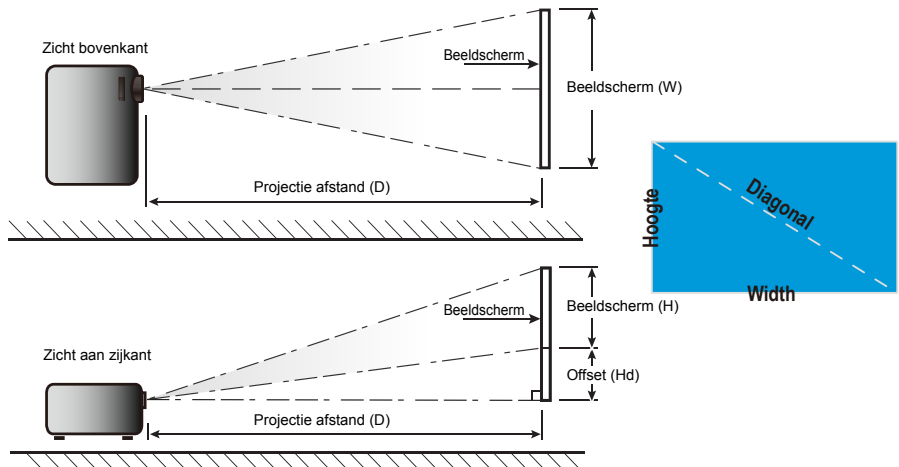 Zicht bovenkant
Beeldscherm
Beeldscherm (W)
Projectie afstand (D)
Hoogte
Diagonal
Width
Beeldscherm
Beeldscherm (H)
Zicht aan zijkant
Offset (Hd)
Projectie afstand (D)